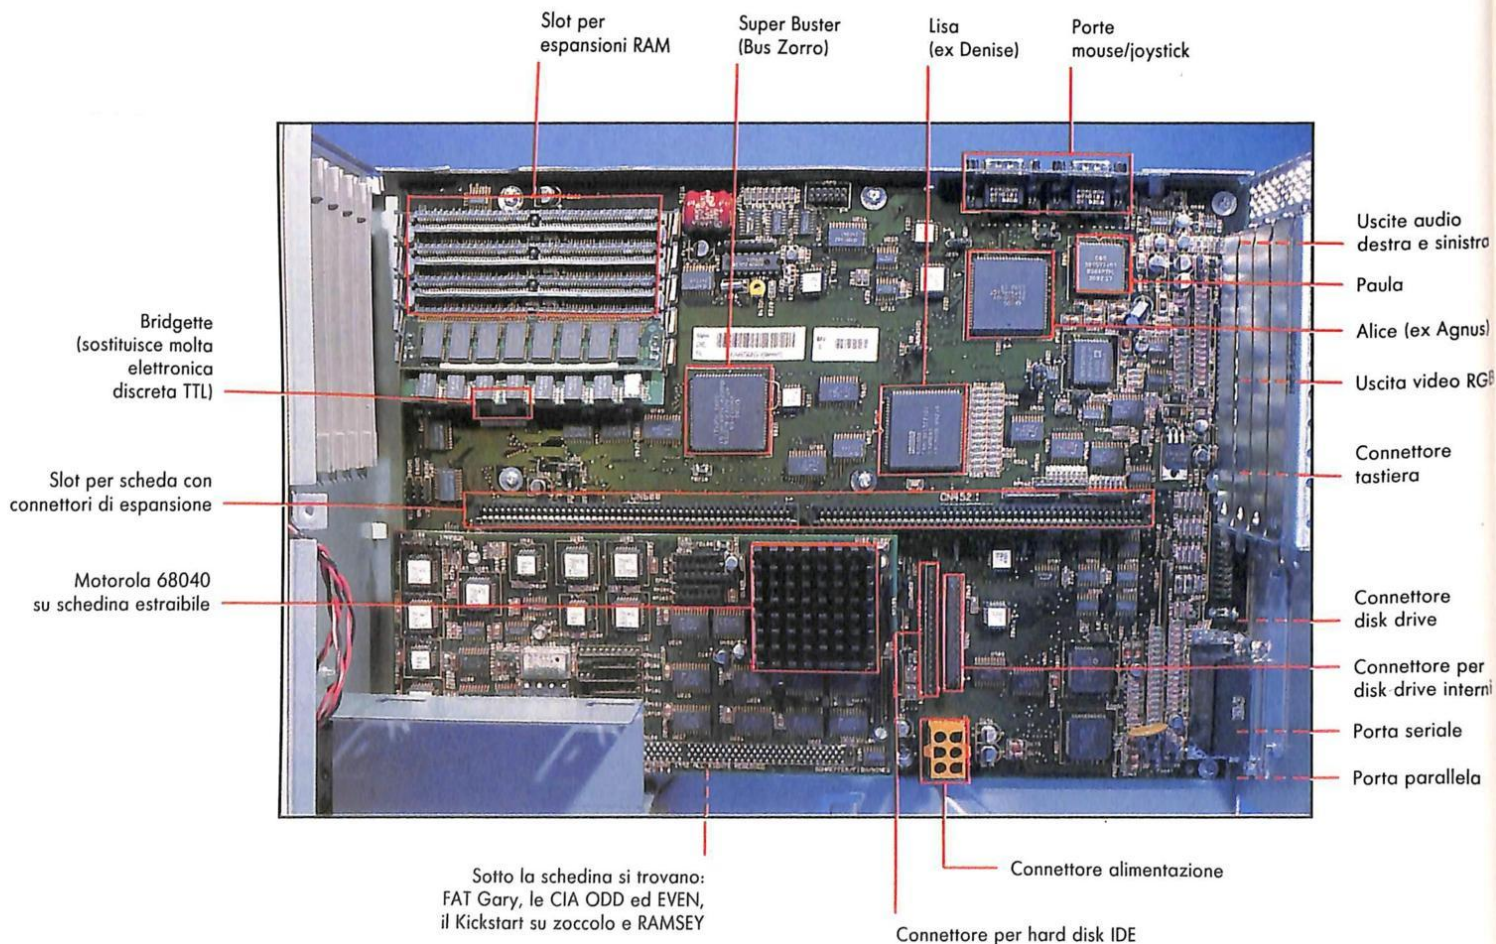 Slot per
espansioni RAM
Super Buster
(Bus Zorro)
Lisa
(ex Denise)
Porte
mouse/joystick
Uscite audio
destra e sinistra
Paula
Bridgette
(sostituisce molta
elettronica
discreta TTL)
Alice (ex Agnus)
Uscita video RGB
Connettore
tastiera
Slot per scheda con
connettori di espansione
CN600
CN452
Motorola 68040
su schedina estraibile
Connettore
disk drive
Connettore per
disk drive interni
Porta seriale
Porta parallela
Connettore alimentazione
Sotto la schedina si trovano:
FAT Gary, le CIA ODD ed EVEN,
il Kickstart su zoccolo e RAMSEY
Connettore per hard disk IDE